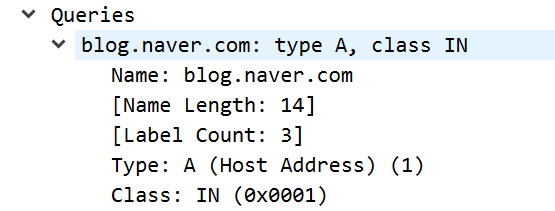 Queries
blog.naver.com: type A, class IN
Name: blog.naver.com
[Name Length: 14]
[Label Count: 3]
Type: A (Host Address) (1)
Class: IN (0x0001)